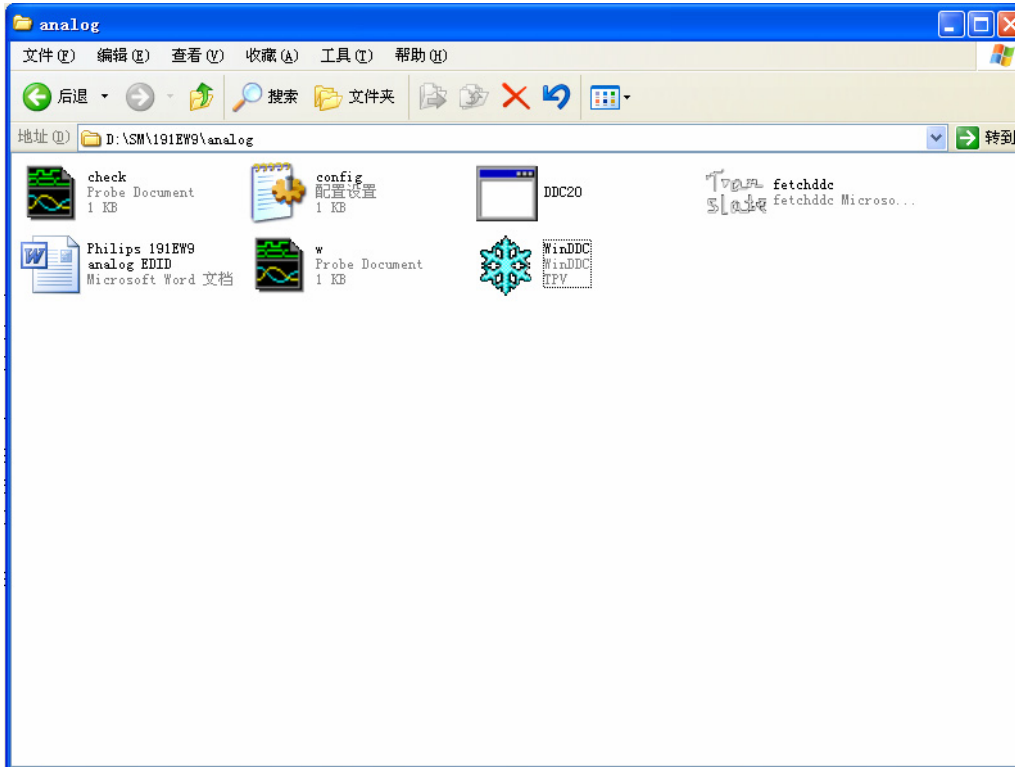 analog
文件(F) 编辑(E) 查看(V) 收藏(A) 工具(T) 帮助(H)
后退 搜索 文件夹
地址(D) D:\SM\191EW9\analog 转到
check
Probe Document
1 KB
config
配置设置
1 KB
DDC20
Tran
slate
fetchddc
fetchddc Microso...
Philips 191EW9
analog EDID
Microsoft Word 文档
w
Probe Document
1 KB
WinDDC
WinDDC
TPV